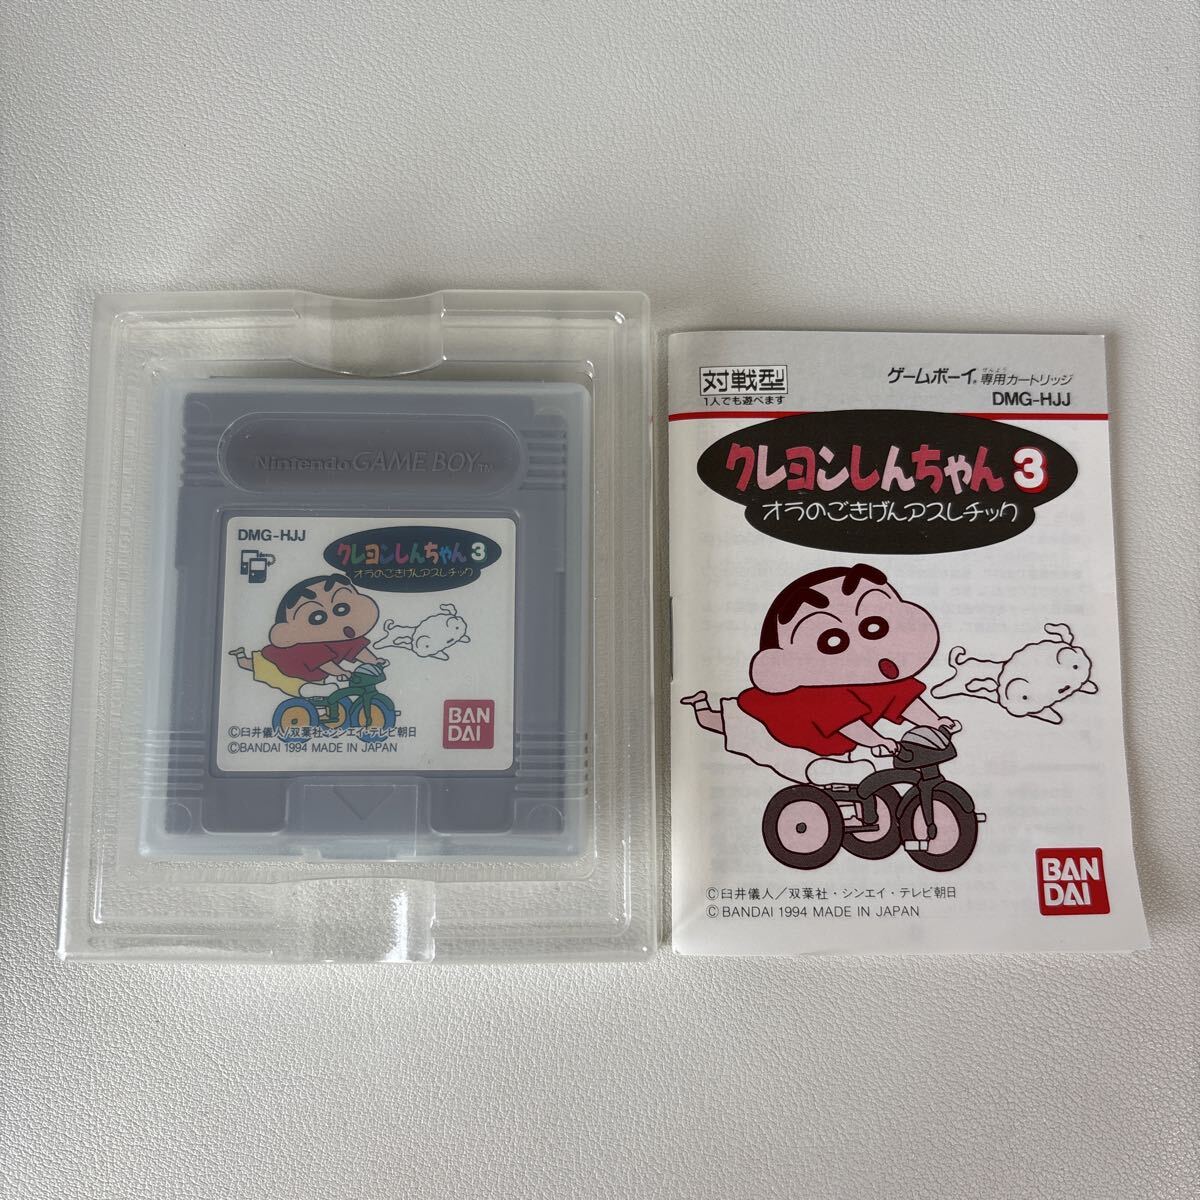 Nintendo GAME BOY TM
DMG-HJJ
クレヨンしんちゃん3
オラのごきげんアスレチック
©臼井儀人/双葉社・シンエイ・テレビ朝日
©BANDAI 1994 MADE IN JAPAN
BAN
DAI
対戦型
1人でも遊べます
ゲームボーイ®専用カートリッジ
せんよう
DMG-HJJ
クレヨンしんちゃん3
オラのごきげんアスレチック
©臼井儀人/双葉社・シンエイ・テレビ朝日
©BANDAI 1994 MADE IN JAPAN
BAN
DAI